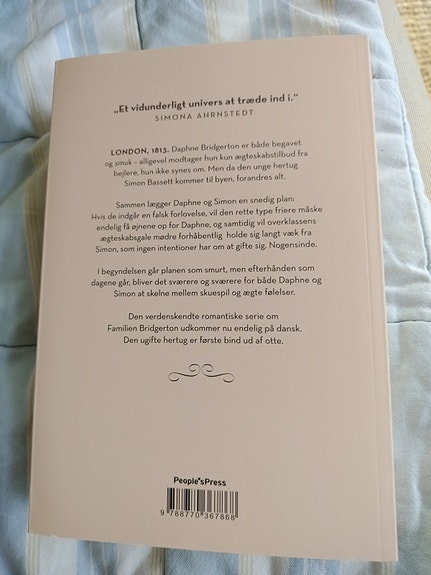 „Et vidunderligt univers at træde ind i.“
SIMONA AHRNSTEDT
LONDON, 1813. Daphne Bridgerton er både begavet
og smuk – alligevel modtager hun kun ægteskabstilbud fra
bejlere, hun ikke synes om. Men da den unge hertug
Simon Bassett kommer til byen, forandres alt.
Sammen lægger Daphne og Simon en snedig plan:
Hvis de indgår en falsk forlovelse, vil den rette type friere måske
endelig få øjnene op for Daphne, og samtidig vil overklassens
ægteskabsgale mødre forhåbentlig holde sig langt væk fra
Simon, som ingen intentioner har om at gifte sig. Nogensinde.
I begyndelsen går planen som smurt, men efterhånden som
dagene går, bliver det sværere og sværere for både Daphne og
Simon at skelne mellem skuespil og ægte følelser.
Den verdenskendte romantiske serie om
Familien Bridgerton udkommer nu endelig på dansk.
Den ugifte hertug er første bind ud af otte.
People'sPress
9 788770 367868